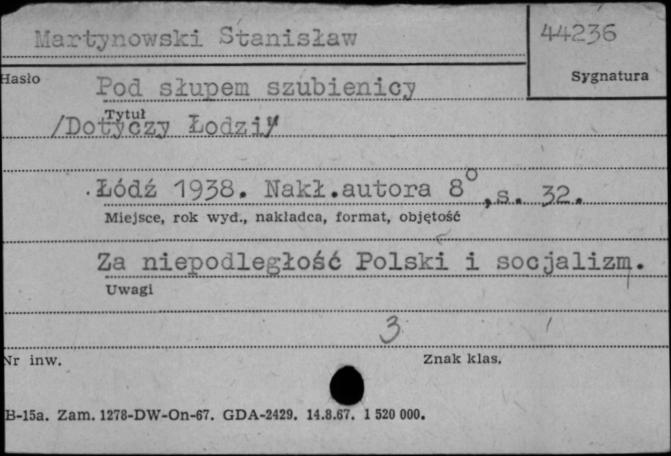 Martynowski Stanisław
44236
Hasło
Sygnatura
Pod słupem szubienicy
Tytuł
/Dotyczy Łodzi/
Łódź 1938. Nakł.autora 8°,s. 32.
Miejsce, rok wyd., nakładca, format, objętość
Za niepodległość Polski i socjalizm.
Uwagi
3
Nr inw.
Znak klas.
B-15a. Zam. 1278-DW-On-67. GDA-2429. 14.8.67. 1 520 000.